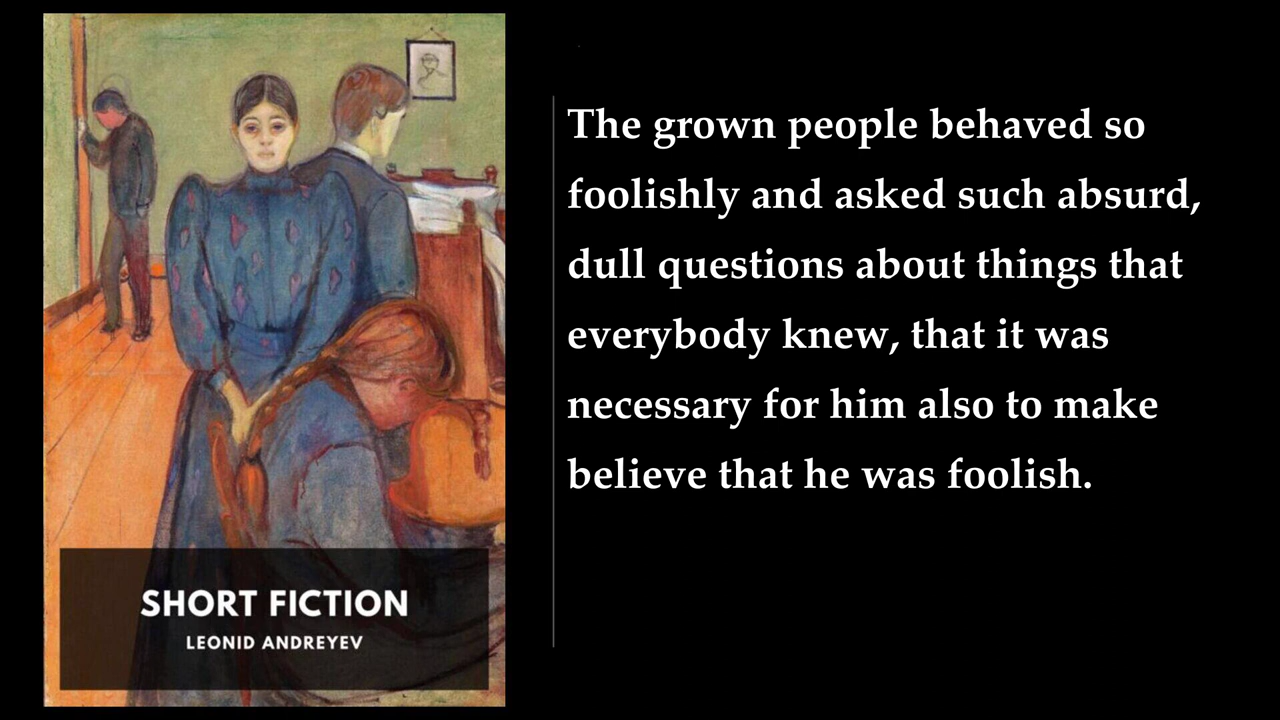 The grown people behaved so
foolishly and asked such absurd,
dull questions about things that
everybody knew, that it was
necessary for him also to make
believe that he was foolish.
SHORT FICTION
LEONID ANDREYEV